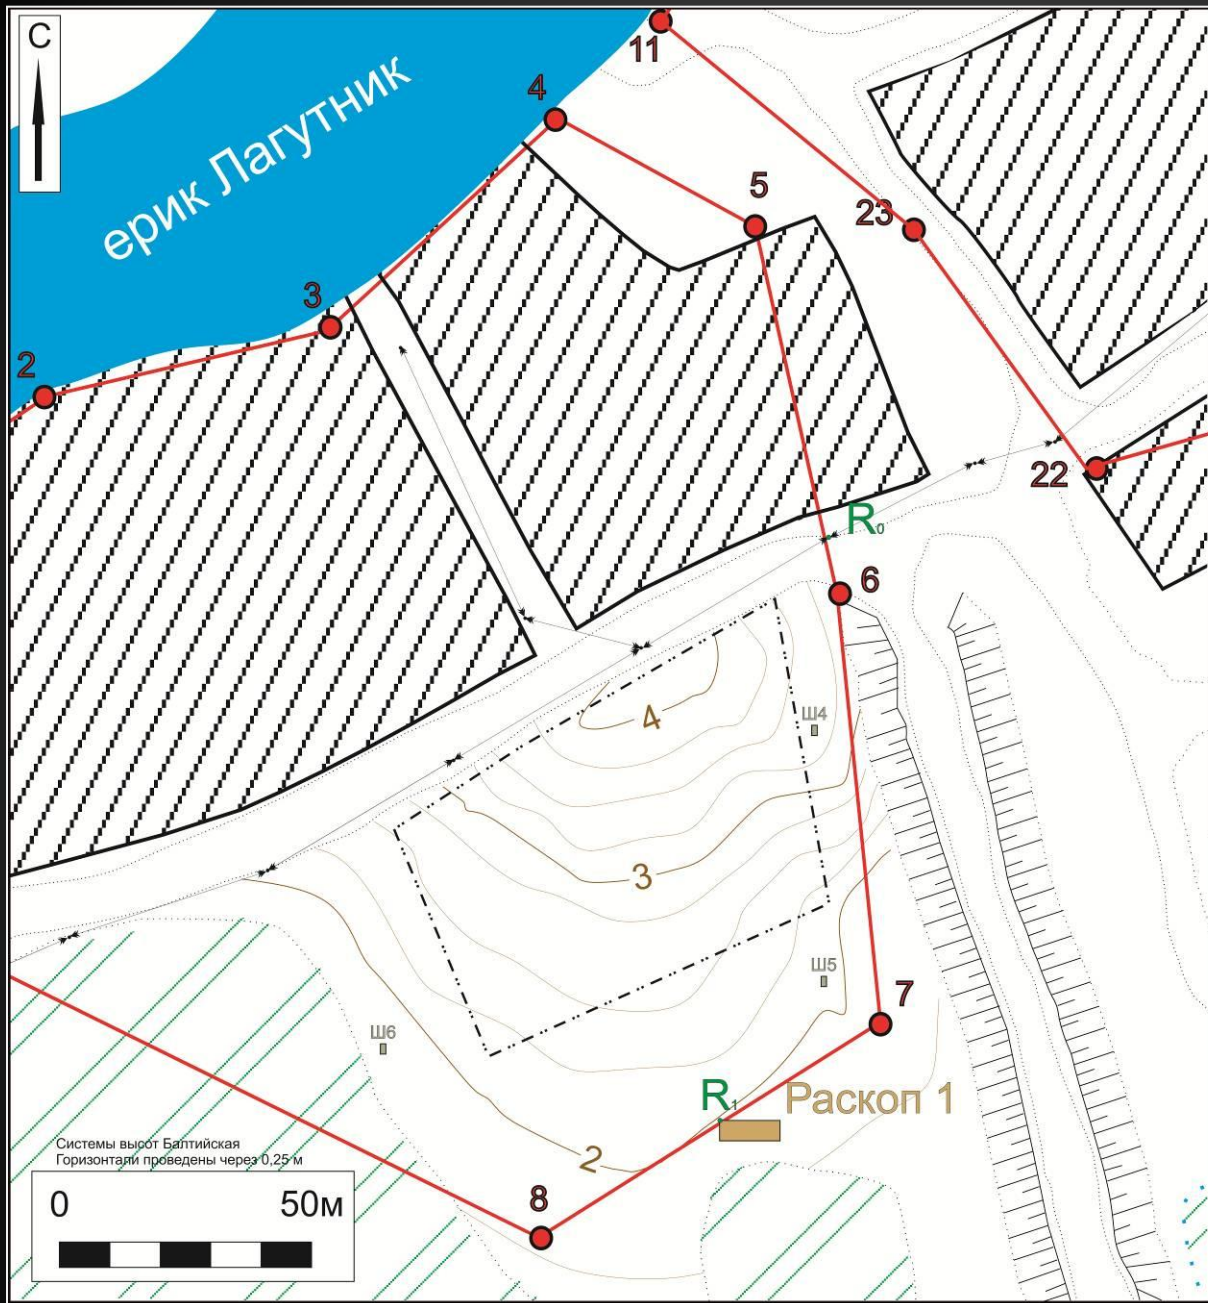 С
11
4
ерик Лагутник
5
23
3
2
22
R₀
6
Ш4
4
3
Ш5
7
Ш6
R₁
Раскоп 1
Системы высот Балтийская
Горизонтали проведены через 0,25 м
2
0 50м
8